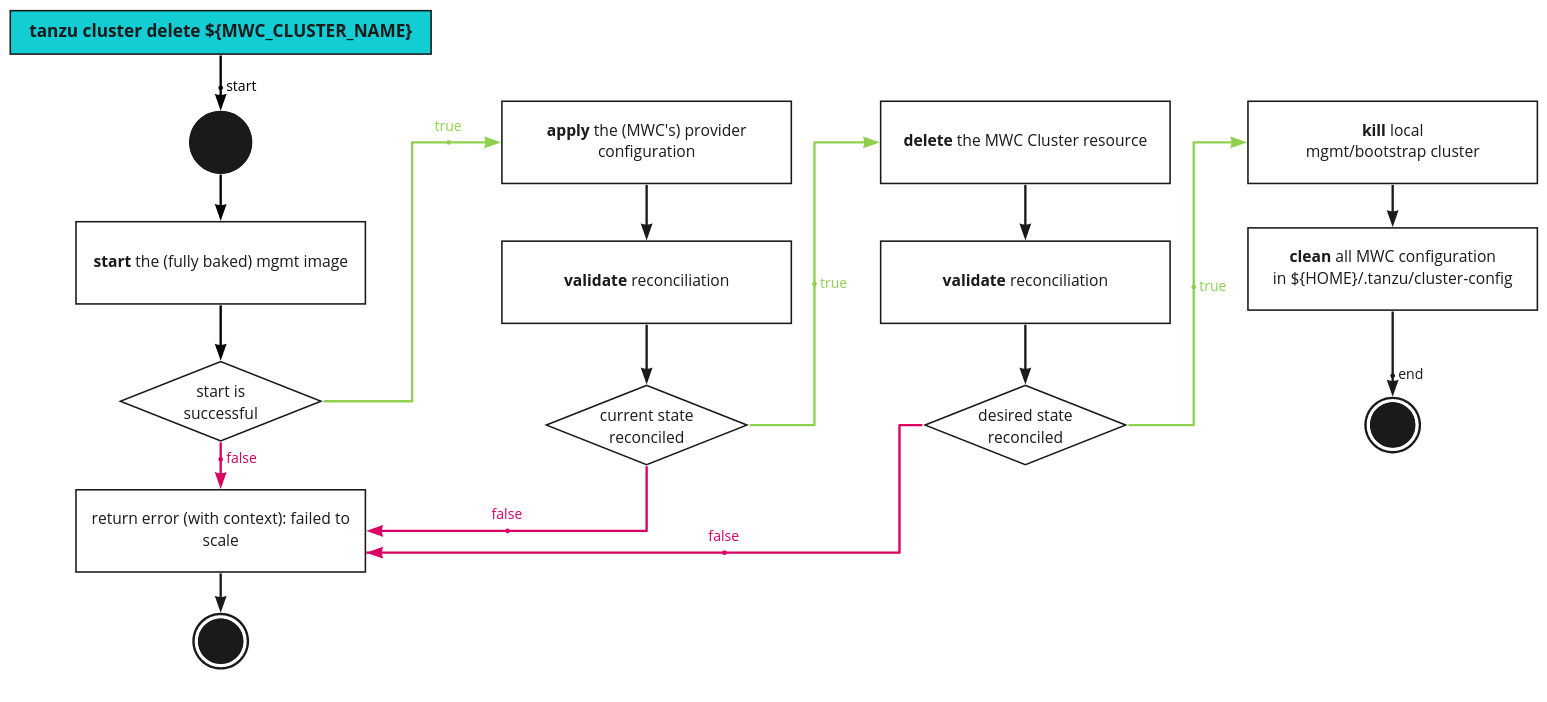 tanzu cluster delete ${MWC_CLUSTER_NAME}
start
start the (fully baked) mgmt image
start is
successful
true
false
return error (with context): failed to
scale
apply the (MWC's) provider
configuration
validate reconciliation
current state
reconciled
true
false
delete the MWC Cluster resource
validate reconciliation
desired state
reconciled
true
false
kill local
mgmt/bootstrap cluster
clean all MWC configuration
in ${HOME}/.tanzu/cluster-config
end